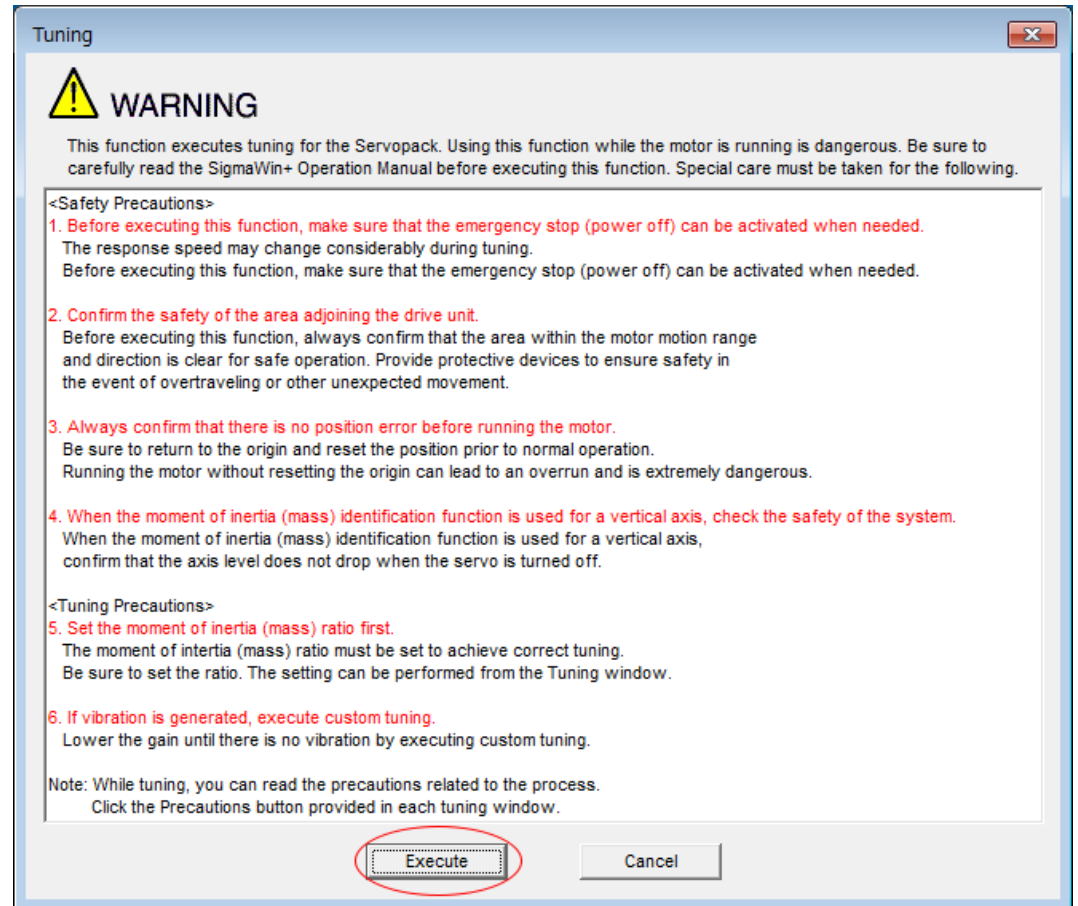 Tuning
WARNING
This function executes tuning for the Servopack. Using this function while the motor is running is dangerous. Be sure to
carefully read the SigmaWin+ Operation Manual before executing this function. Special care must be taken for the following.
<Safety Precautions>
1. Before executing this function, make sure that the emergency stop (power off) can be activated when needed.
The response speed may change considerably during tuning.
Before executing this function, make sure that the emergency stop (power off) can be activated when needed.
2. Confirm the safety of the area adjoining the drive unit.
Before executing this function, always confirm that the area within the motor motion range
and direction is clear for safe operation. Provide protective devices to ensure safety in
the event of overtraveling or other unexpected movement.
3. Always confirm that there is no position error before running the motor.
Be sure to return to the origin and reset the position prior to normal operation.
Running the motor without resetting the origin can lead to an overrun and is extremely dangerous.
4. When the moment of inertia (mass) identification function is used for a vertical axis, check the safety of the system.
When the moment of inertia (mass) identification function is used for a vertical axis,
confirm that the axis level does not drop when the servo is turned off.
<Tuning Precautions>
5. Set the moment of inertia (mass) ratio first.
The moment of intertia (mass) ratio must be set to achieve correct tuning.
Be sure to set the ratio. The setting can be performed from the Tuning window.
6. If vibration is generated, execute custom tuning.
Lower the gain until there is no vibration by executing custom tuning.
Note: While tuning, you can read the precautions related to the process.
Click the Precautions button provided in each tuning window.
Execute
Cancel